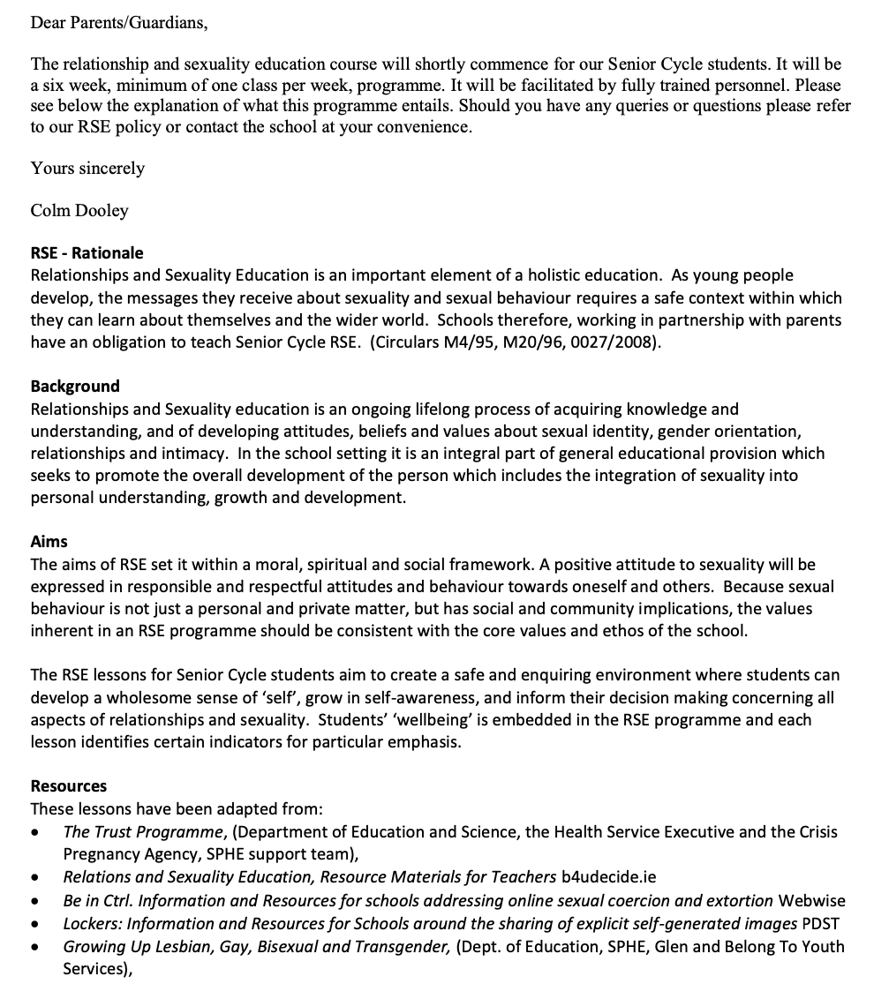 Dear Parents/Guardians,
The relationship and sexuality education course will shortly commence for our Senior Cycle students. It will be
a six week, minimum of one class per week, programme. It will be facilitated by fully trained personnel. Please
see below the explanation of what this programme entails. Should you have any queries or questions please refer
to our RSE policy or contact the school at your convenience.
Yours sincerely
Colm Dooley
RSE - Rationale
Relationships and Sexuality Education is an important element of a holistic education.  As young people
develop, the messages they receive about sexuality and sexual behaviour requires a safe context within which
they can learn about themselves and the wider world.  Schools therefore, working in partnership with parents
have an obligation to teach Senior Cycle RSE.  (Circulars M4/95, M20/96, 0027/2008).
Background
Relationships and Sexuality education is an ongoing lifelong process of acquiring knowledge and
understanding, and of developing attitudes, beliefs and values about sexual identity, gender orientation,
relationships and intimacy.  In the school setting it is an integral part of general educational provision which
seeks to promote the overall development of the person which includes the integration of sexuality into
personal understanding, growth and development.
Aims
The aims of RSE set it within a moral, spiritual and social framework. A positive attitude to sexuality will be
expressed in responsible and respectful attitudes and behaviour towards oneself and others.  Because sexual
behaviour is not just a personal and private matter, but has social and community implications, the values
inherent in an RSE programme should be consistent with the core values and ethos of the school.
The RSE lessons for Senior Cycle students aim to create a safe and enquiring environment where students can
develop a wholesome sense of ‘self’, grow in self-awareness, and inform their decision making concerning all
aspects of relationships and sexuality.  Students’ ‘wellbeing’ is embedded in the RSE programme and each
lesson identifies certain indicators for particular emphasis.
Resources
These lessons have been adapted from:
• The Trust Programme, (Department of Education and Science, the Health Service Executive and the Crisis
Pregnancy Agency, SPHE support team),
• Relations and Sexuality Education, Resource Materials for Teachers b4udecide.ie
• Be in Ctrl. Information and Resources for schools addressing online sexual coercion and extortion Webwise
• Lockers: Information and Resources for Schools around the sharing of explicit self-generated images PDST
• Growing Up Lesbian, Gay, Bisexual and Transgender, (Dept. of Education, SPHE, Glen and Belong To Youth
Services),